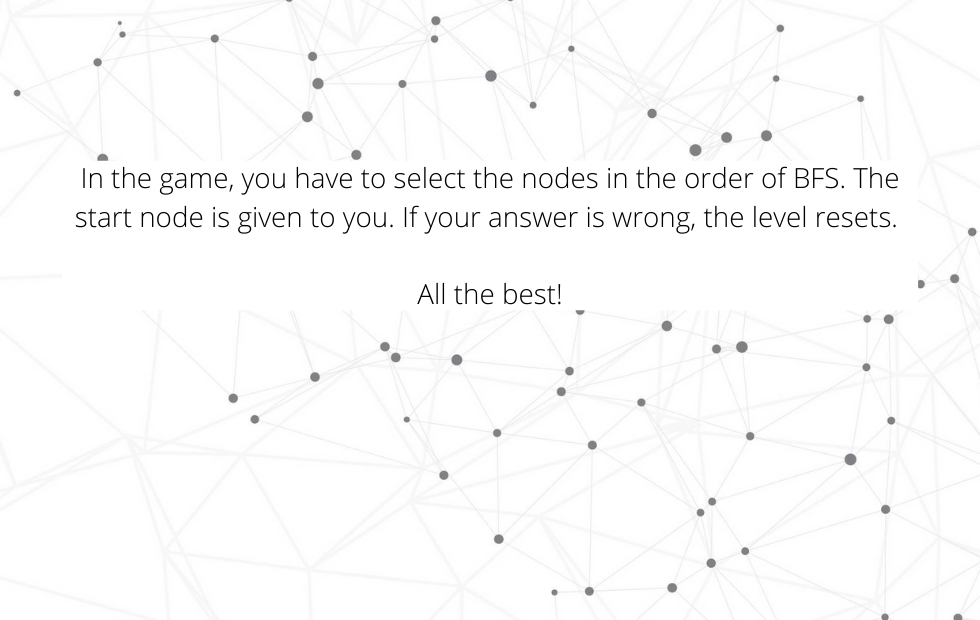 In the game, you have to select the nodes in the order of BFS. The
start node is given to you. If your answer is wrong, the level resets.
All the best!